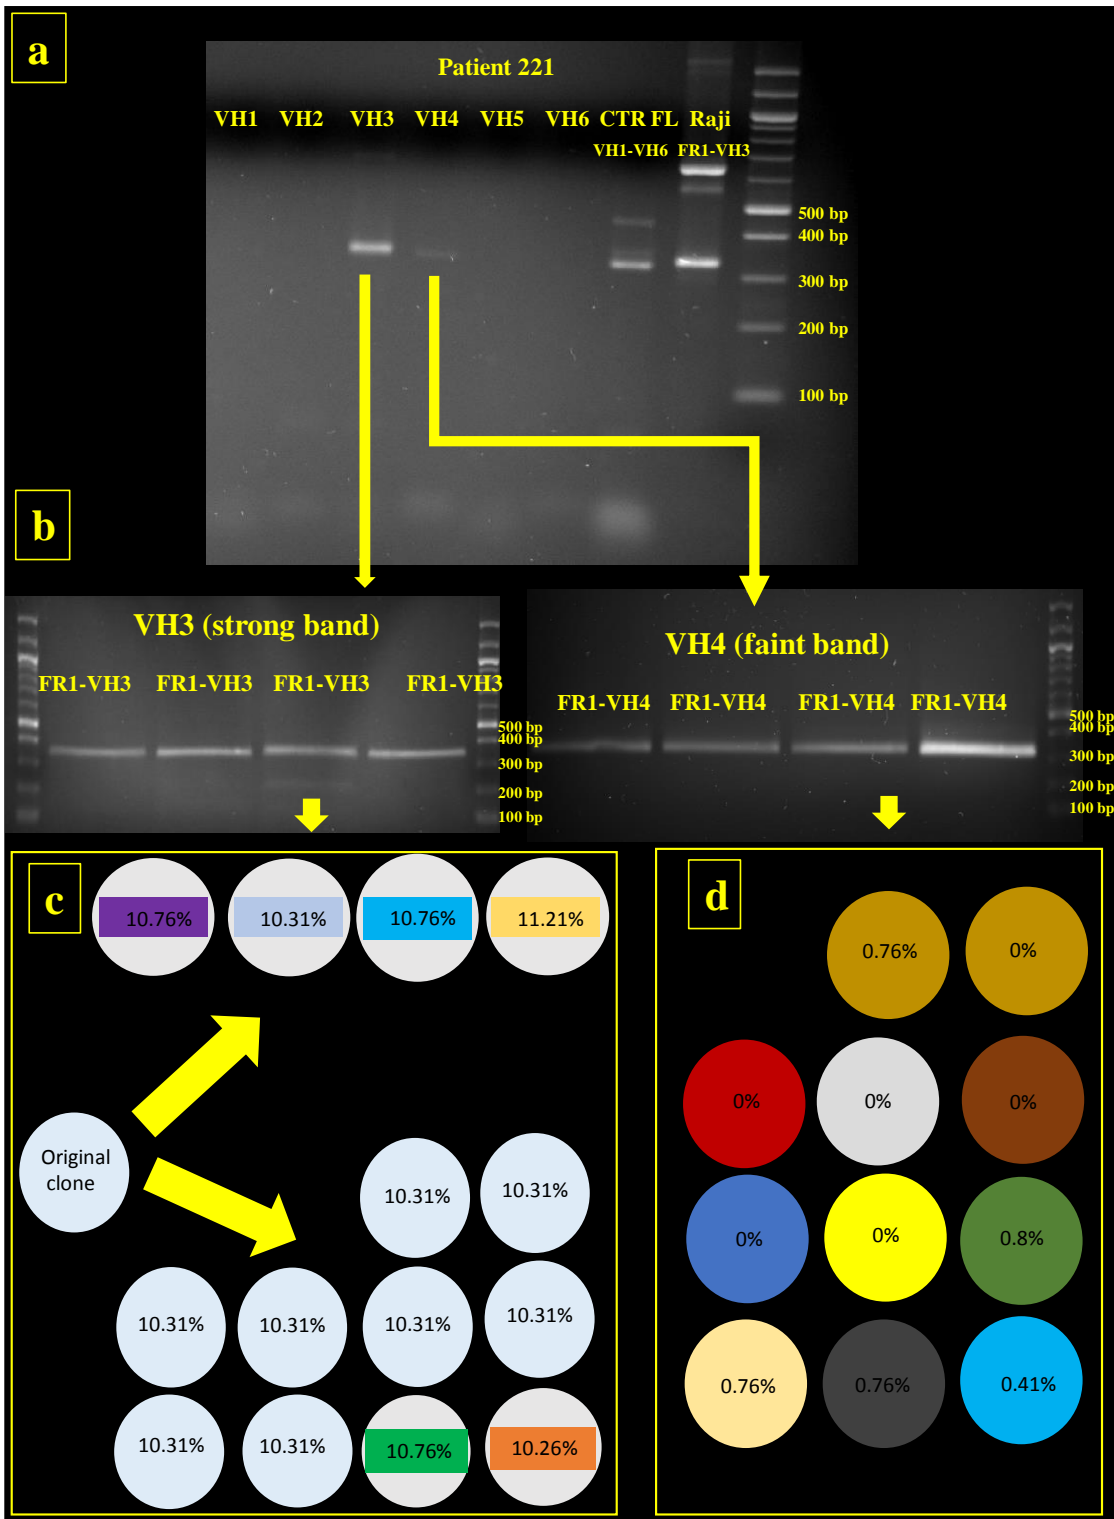 a
Patient 221
VH1 VH2 VH3 VH4 VH5 VH6 CTR FL Raji
VH1-VH6 FR1-VH3
500 bp
400 bp
300 bp
200 bp
100 bp
b
VH3 (strong band)
FR1-VH3 FR1-VH3 FR1-VH3 FR1-VH3
500 bp
400 bp
300 bp
200 bp
100 bp
VH4 (faint band)
FR1-VH4 FR1-VH4 FR1-VH4 FR1-VH4
500 bp
400 bp
300 bp
200 bp
100 bp
c
10.76% 10.31% 10.76% 11.21%
Original
clone
10.31% 10.31%
10.31% 10.31% 10.31% 10.31%
10.31% 10.31% 10.76% 10.26%
d
0.76% 0%
0% 0% 0%
0% 0% 0.8%
0.76% 0.76% 0.41%